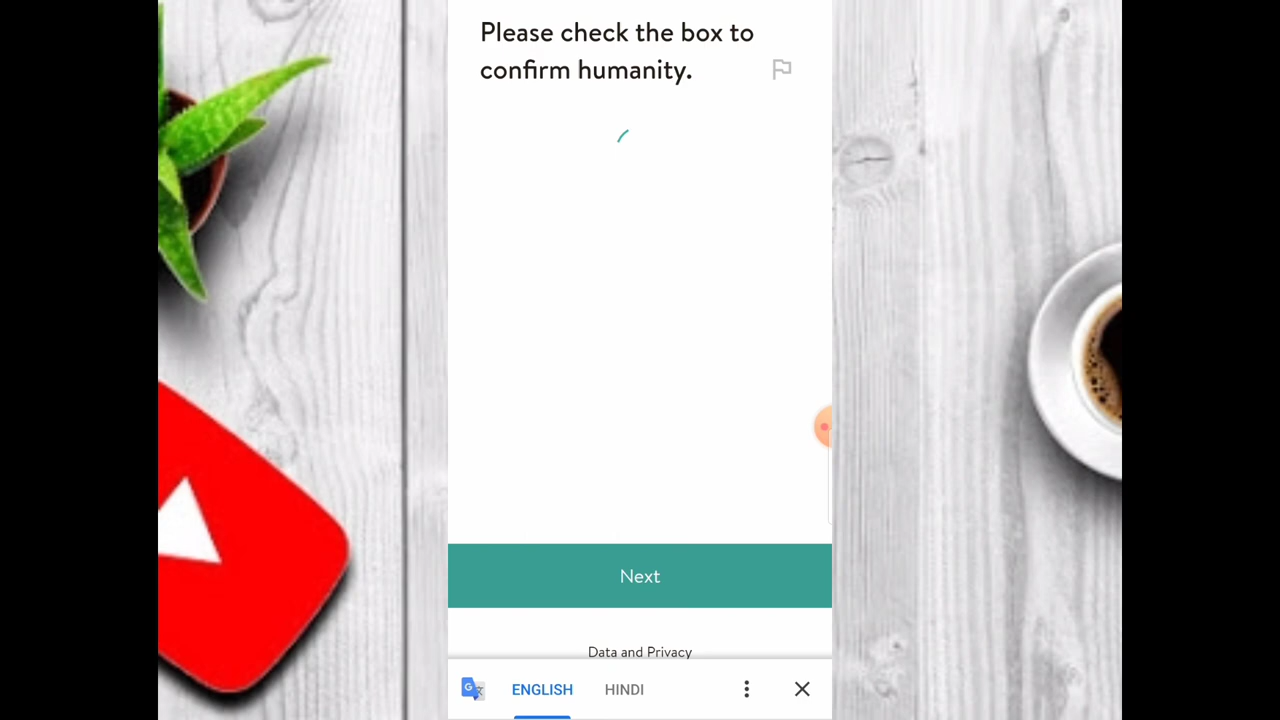 Please check the box to
confirm humanity.
Next
Data and Privacy
ENGLISH HINDI